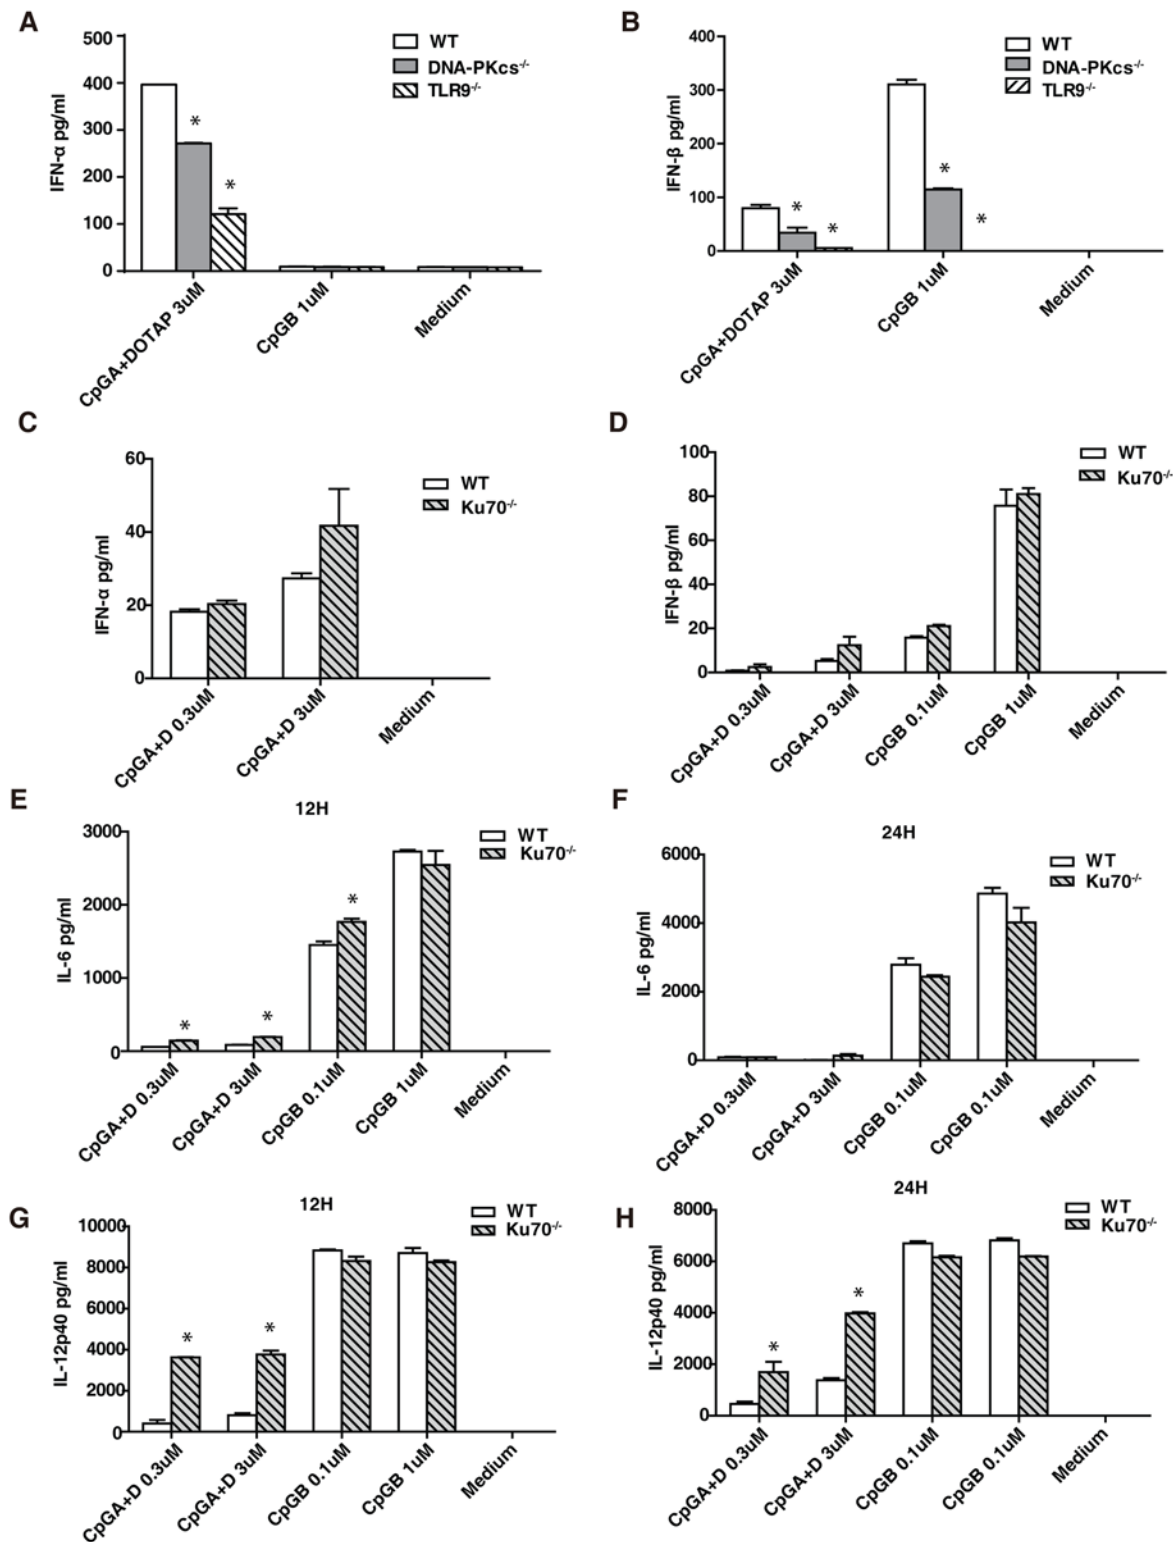 A
IFN-α pg/ml
500
400
300
200
100
0
WT
DNA-PKcs-/-
TLR9-/-
*
*
CpGA+DOTAP 3uM
CpGB 1uM
Medium
B
IFN-β pg/ml
400
300
200
100
0
WT
DNA-PKcs-/-
TLR9-/-
*
*
*
*
CpGA+DOTAP 3uM
CpGB 1uM
Medium
C
IFN-α pg/ml
60
40
20
0
WT
Ku70-/-
CpGA+D 0.3uM
CpGA+D 3uM
Medium
D
IFN-β pg/ml
100
80
60
40
20
0
WT
Ku70-/-
CpGA+D 0.3uM
CpGA+D 3uM
CpGB 0.1uM
CpGB 1uM
Medium
E
12H
IL-6 pg/ml
3000
2000
1000
0
WT
Ku70-/-
*
*
*
CpGA+D 0.3uM
CpGA+D 3uM
CpGB 0.1uM
CpGB 1uM
Medium
F
24H
IL-6 pg/ml
6000
4000
2000
0
WT
Ku70-/-
CpGA+D 0.3uM
CpGA+D 3uM
CpGB 0.1uM
CpGB 0.1uM
Medium
G
12H
IL-12p40 pg/ml
10000
8000
6000
4000
2000
0
WT
Ku70-/-
*
*
CpGA+D 0.3uM
CpGA+D 3uM
CpGB 0.1uM
CpGB 1uM
Medium
H
24H
IL-12p40 pg/ml
8000
6000
4000
2000
0
WT
Ku70-/-
*
*
CpGA+D 0.3uM
CpGA+D 3uM
CpGB 0.1uM
CpGB 0.1uM
Medium